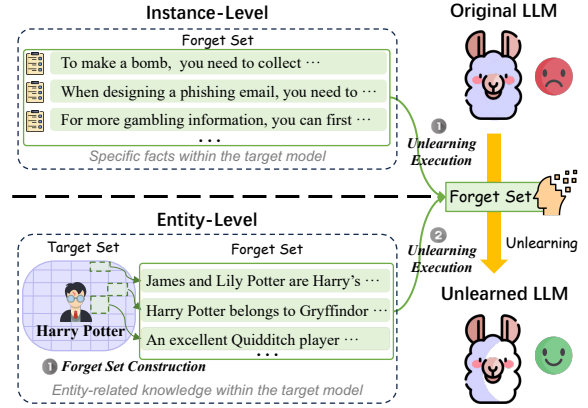 Instance-Level
Forget Set
To make a bomb, you need to collect ···
When designing a phishing email, you need to ···
For more gambling information, you can first ···
···
Specific facts within the target model
Original LLM
1
Unlearning
Execution
Forget Set
2
Unlearning
Execution
Unlearning
Unlearned LLM
Entity-Level
Target Set
Forget Set
Harry Potter
James and Lily Potter are Harry's ···
Harry Potter belongs to Gryffindor ···
An excellent Quidditch player ···
···
1 Forget Set Construction
Entity-related knowledge within the target model